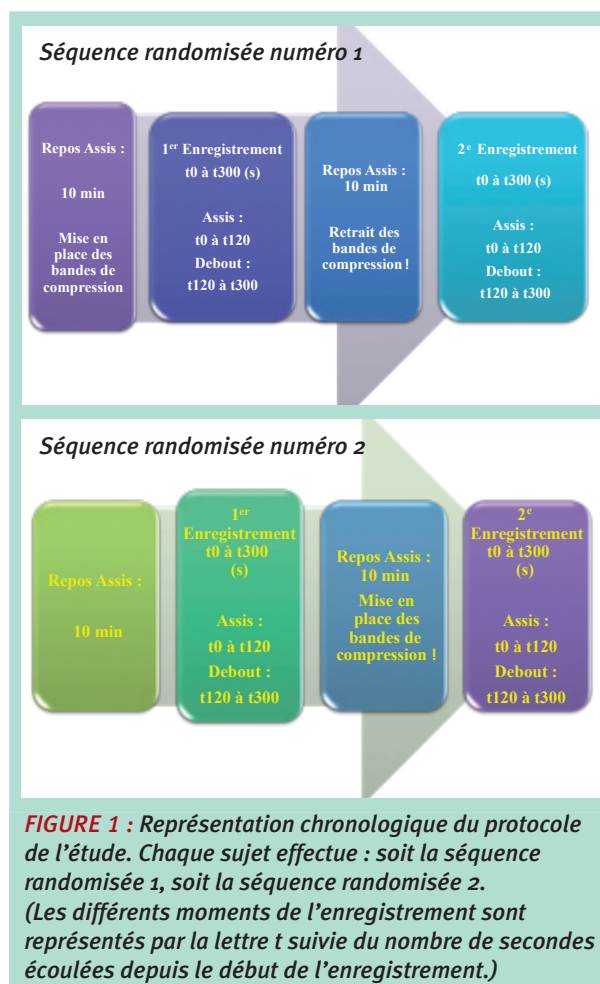 Séquence randomisée numéro 1
Repos Assis :
10 min
Mise en
place des
bandes de
compression
1er Enregistrement
t0 à t300 (s)
Assis :
t0 à t120
Debout :
t120 à t300
Repos Assis :
10 min
Retrait des
bandes de
compression !
2e Enregistrement
t0 à t300 (s)
Assis :
t0 à t120
Debout :
t120 à t300
Séquence randomisée numéro 2
Repos Assis :
10 min
1er
Enregistrement
t0 à t300
(s)
Assis :
t0 à t120
Debout :
t120 à t300
Repos Assis :
10 min
Mise en
place des
bandes de
compression !
2e
Enregistrement
t0 à t300
(s)
Assis :
t0 à t120
Debout :
t120 à t300
FIGURE 1 : Représentation chronologique du protocole
de l’étude. Chaque sujet effectue : soit la séquence
randomisée 1, soit la séquence randomisée 2.
(Les différents moments de l’enregistrement sont
représentés par la lettre t suivie du nombre de secondes
écoulées depuis le début de l’enregistrement.)